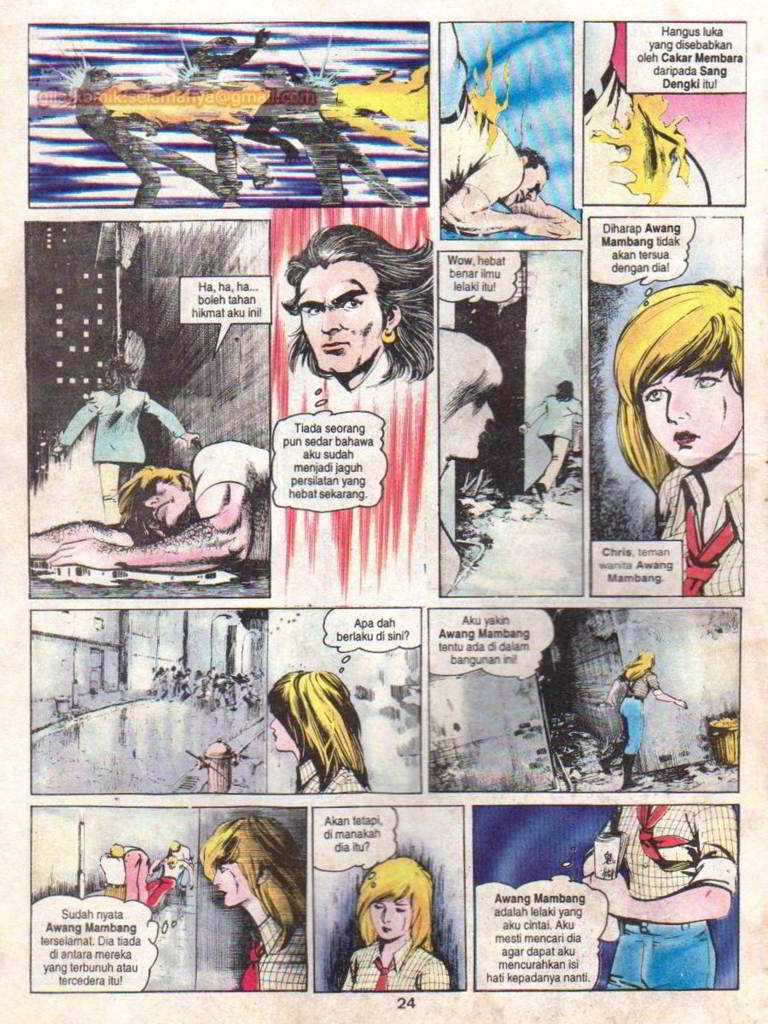 gilakomik.selamanya@gmail.com
Hangus luka
yang disebabkan
oleh Cakar Membara
daripada Sang
Dengki itu!
Ha, ha, ha...
boleh tahan
hikmat aku ini!
Tiada seorang
pun sedar bahawa
aku sudah
menjadi jaguh
persilatan yang
hebat sekarang.
Wow, hebat
benar ilmu
lelaki itu!
Diharap Awang
Mambang tidak
akan tersua
dengan dia!
Chris, teman
wanita Awang
Mambang.
Apa dah
berlaku di sini?
Aku yakin
Awang Mambang
tentu ada di dalam
bangunan ini!
Sudah nyata
Awang Mambang
terselamat. Dia tiada
di antara mereka
yang terbunuh atau
tercedera itu!
Akan tetapi,
di manakah
dia itu?
Awang Mambang
adalah lelaki yang
aku cintai. Aku
mesti mencari dia
agar dapat aku
mencurahkan isi
hati kepadanya nanti.
24